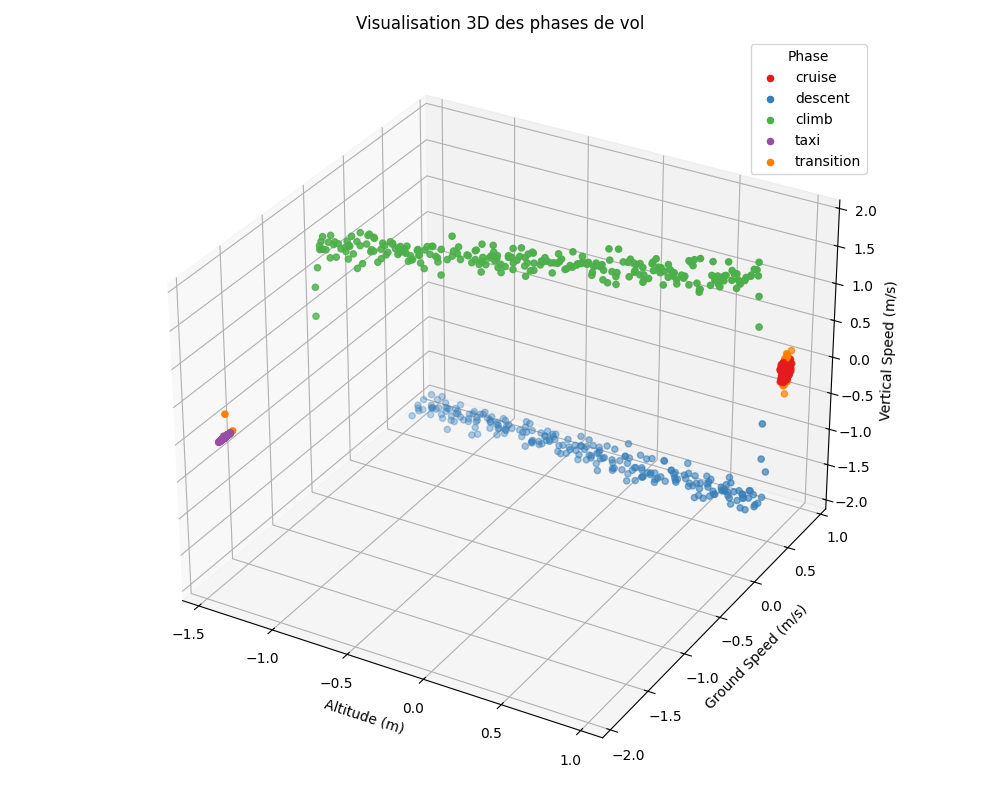 Visualisation 3D des phases de vol
Phase
cruise
descent
climb
taxi
transition
2.0
1.5
1.0
0.5
0.0
−0.5
−1.0
−1.5
−2.0
Vertical Speed (m/s)
1.0
0.5
0.0
−0.5
−1.0
−1.5
−2.0
Ground Speed (m/s)
−1.5
−1.0
−0.5
0.0
0.5
1.0
Altitude (m)